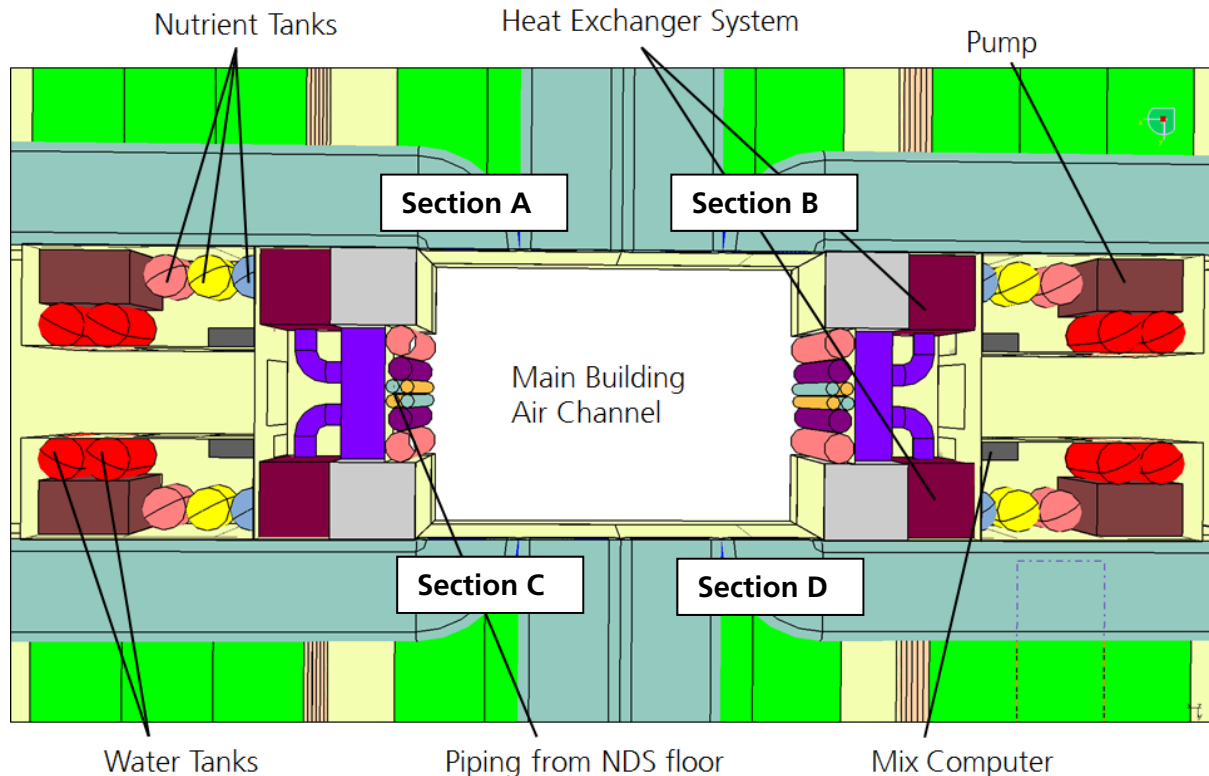 Nutrient Tanks
Heat Exchanger System
Pump
Section A
Section B
Main Building
Air Channel
Section C
Section D
Water Tanks
Piping from NDS floor
Mix Computer